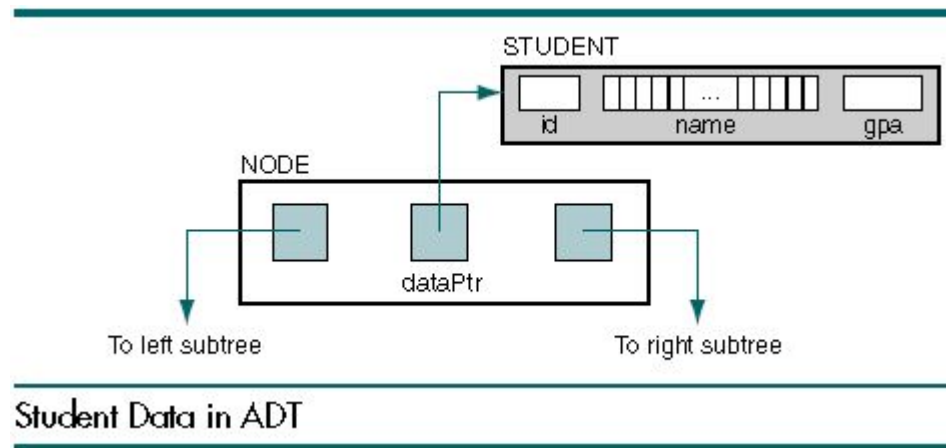 STUDENT
...
id name gpa
NODE
dataPtr
To left subtree To right subtree
Student Data in ADT